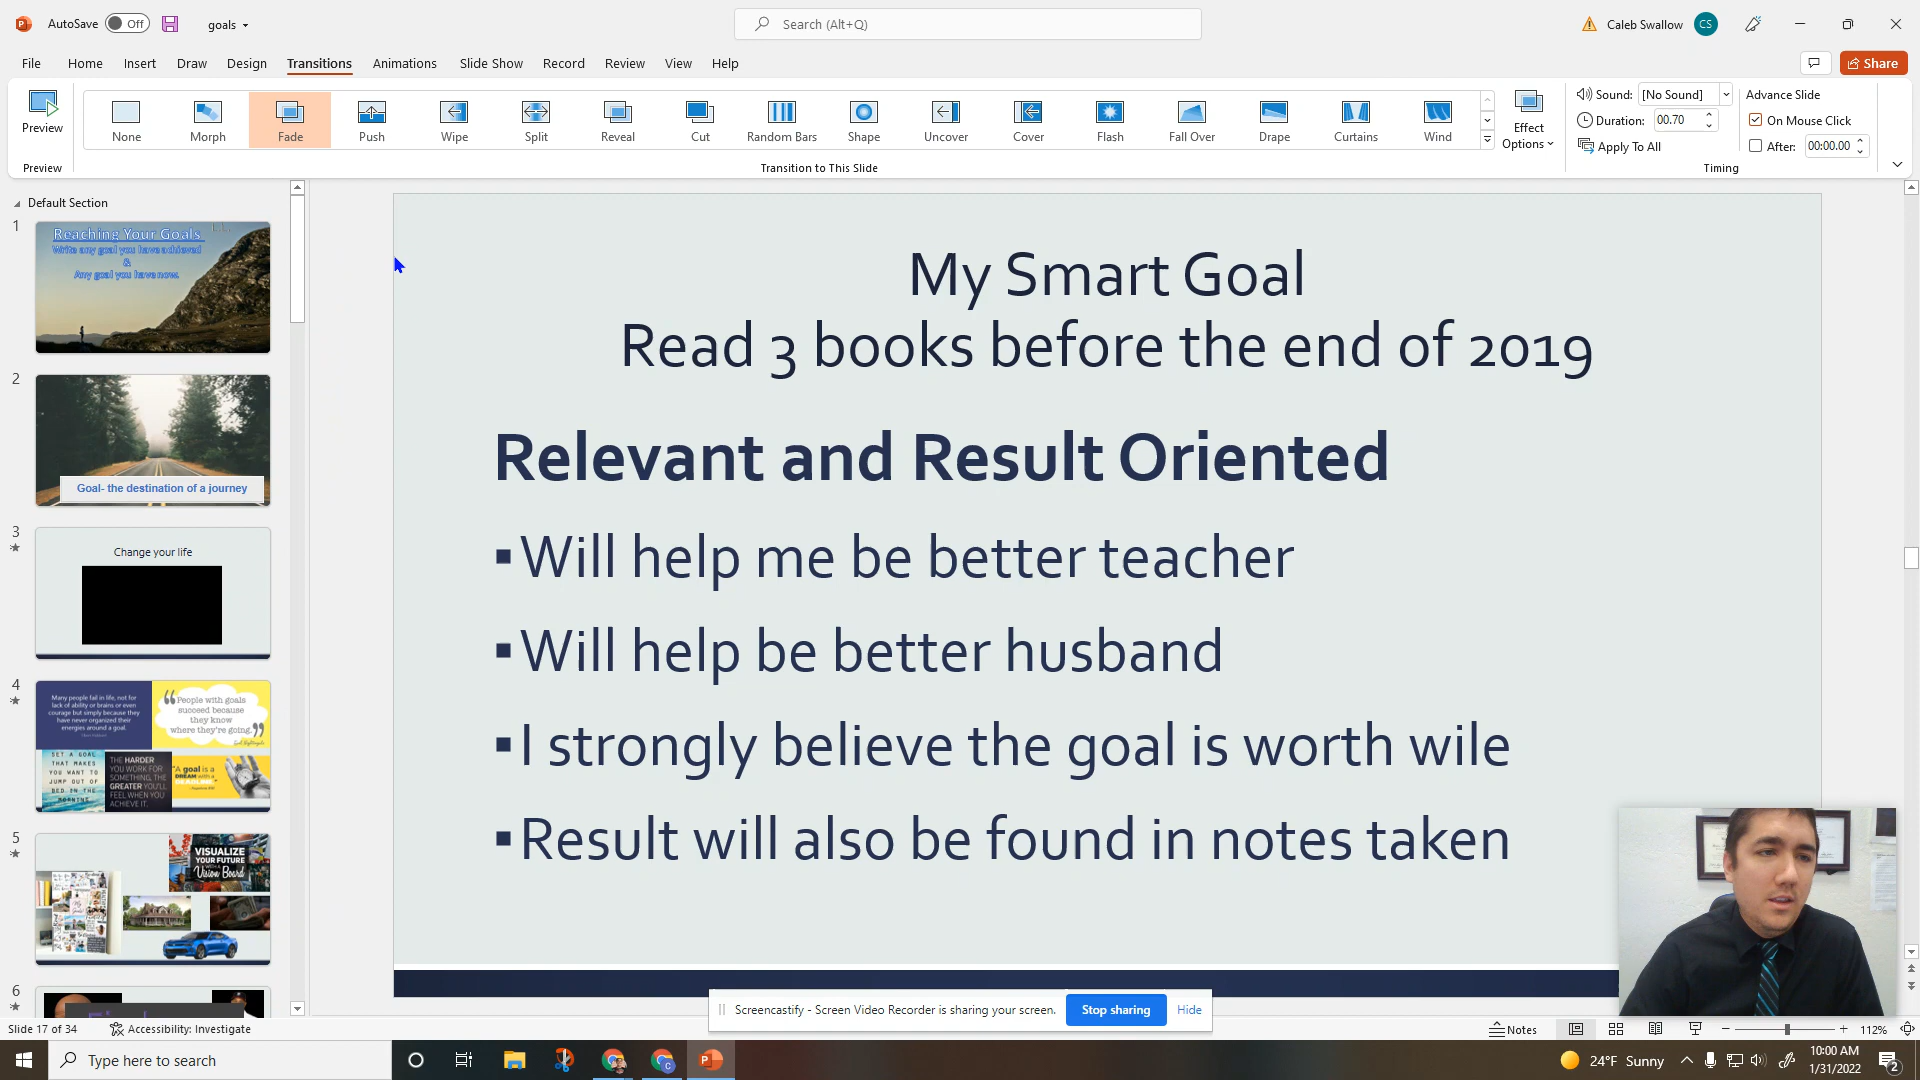 AutoSave Off goals Search (Alt+Q) Caleb Swallow CS
File Home Insert Draw Design Transitions Animations Slide Show Record Review View Help Share
Preview
None Morph Fade Push Wipe Split Reveal Cut Random Bars Shape Uncover Cover Flash Fall Over Drape Curtains Wind
Effect
Options
Sound: [No Sound]
Duration: 00.70
Apply To All
Advance Slide
On Mouse Click
After: 00:00.00
Preview Transition to This Slide Timing
Default Section
1
Reaching Your Goals
Write any goal you have achieved
&
Any goal you have now.
2
Goal- the destination of a journey
3
Change your life
4
Many people fail in life, not for
lack of ability or brains or even
courage but simply because they
have never organized their
energies around a goal.
“People with goals
succeed because
they know
where they're going.”
Earl Nightingale
SET A GOAL
THAT MAKES
YOU WANT TO
JUMP OUT OF
BED IN THE
MORNING
THE HARDER
YOU WORK FOR
SOMETHING, THE
GREATER YOU'LL
FEEL WHEN YOU
ACHIEVE IT.
"A goal is a
DREAM with a
5
VISUALIZE
YOUR FUTURE
Vision Board
6
My Smart Goal
Read 3 books before the end of 2019
Relevant and Result Oriented
▪Will help me be better teacher
▪Will help be better husband
▪I strongly believe the goal is worth wile
▪Result will also be found in notes taken
Screencastify - Screen Video Recorder is sharing your screen. Stop sharing Hide
Slide 17 of 34 Accessibility: Investigate Notes 112%
Type here to search 24°F Sunny 10:00 AM
1/31/2022
2